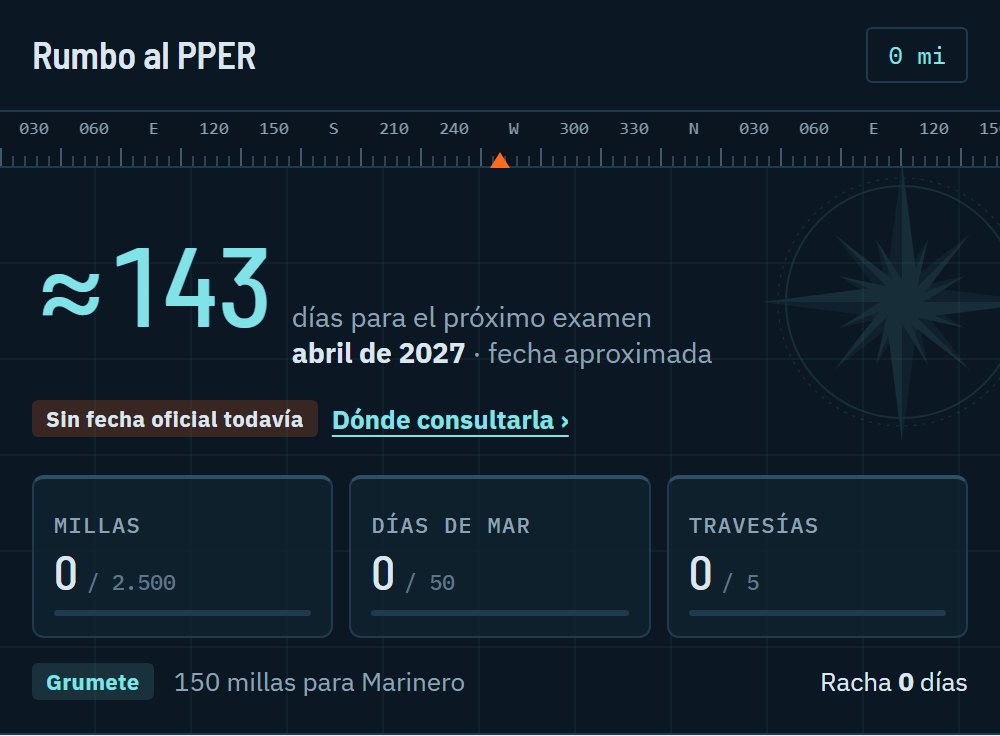 Rumbo al PPER
0 mi
030 060 E 120 150 S 210 240 W 300 330 N 030 060 E 120 15
≈143
días para el próximo examen
abril de 2027 · fecha aproximada
Sin fecha oficial todavía Dónde consultarla ›
MILLAS DÍAS DE MAR TRAVESÍAS
0 / 2.500 0 / 50 0 / 5
Grumete 150 millas para Marinero Racha 0 días